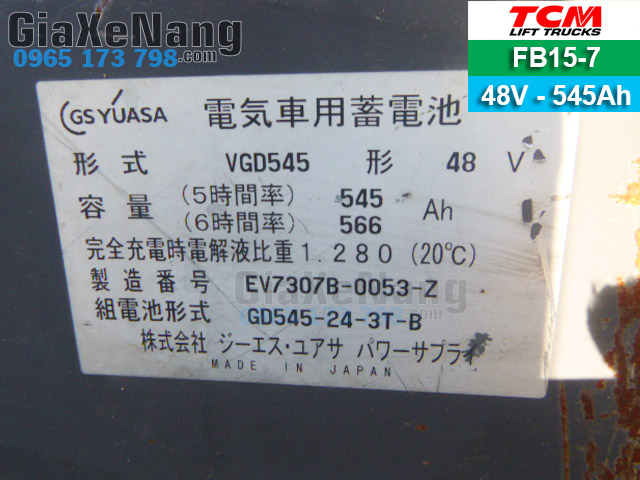 GiaXeNang.com
0965 173 798
TCM
LIFT TRUCKS
FB15-7
48V - 545Ah
GS YUASA 電気車用蓄電池
形式 VGD545 形 48 V
容量 (5時間率) 545 Ah
(6時間率) 566
完全充電時電解液比重 1.280 (20℃)
GiaXeNang.com
製造番号 EV7307B-0053-Z
組電池形式 GD545-24-3T-B
株式会社 ジーエス・ユアサ パワーサプライ
MADE IN JAPAN